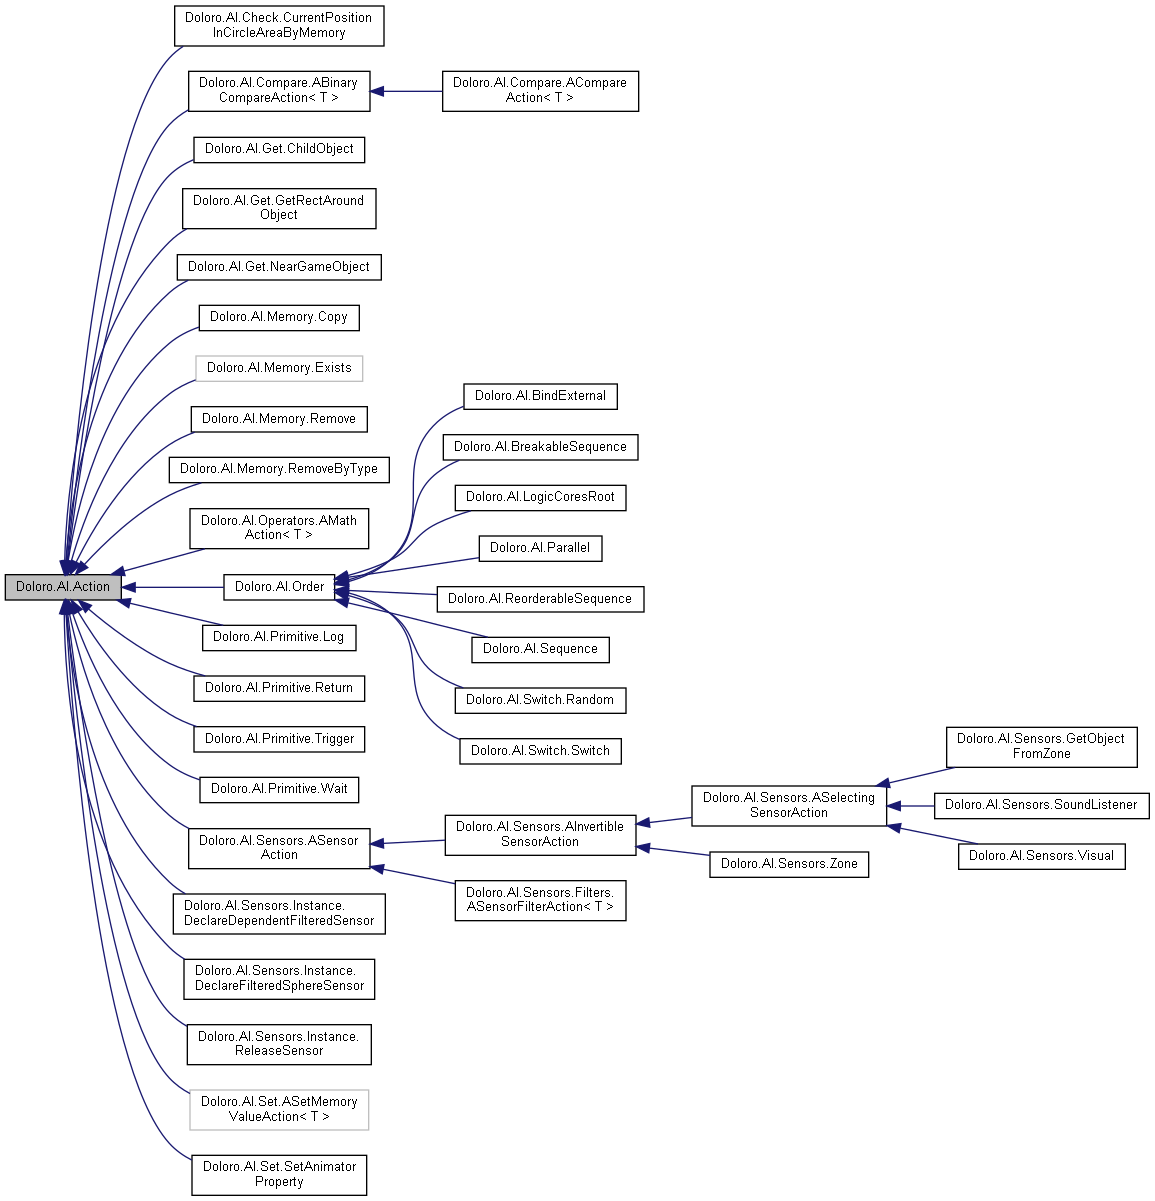 Doloro.AI.Check.CurrentPosition
InCircleAreaByMemory
Doloro.AI.Compare.ABinary
CompareAction< T >
Doloro.AI.Compare.ACompare
Action< T >
Doloro.AI.Get.ChildObject
Doloro.AI.Get.GetRectAround
Object
Doloro.AI.Get.NearGameObject
Doloro.AI.Memory.Copy
Doloro.AI.Memory.Exists
Doloro.AI.Memory.Remove
Doloro.AI.Memory.RemoveByType
Doloro.AI.Operators.AMath
Action< T >
Doloro.AI.Action
Doloro.AI.Order
Doloro.AI.BindExternal
Doloro.AI.BreakableSequence
Doloro.AI.LogicCoresRoot
Doloro.AI.Parallel
Doloro.AI.ReorderableSequence
Doloro.AI.Sequence
Doloro.AI.Switch.Random
Doloro.AI.Switch.Switch
Doloro.AI.Primitive.Log
Doloro.AI.Primitive.Return
Doloro.AI.Primitive.Trigger
Doloro.AI.Primitive.Wait
Doloro.AI.Sensors.ASensor
Action
Doloro.AI.Sensors.AInvertible
SensorAction
Doloro.AI.Sensors.ASelecting
SensorAction
Doloro.AI.Sensors.GetObject
FromZone
Doloro.AI.Sensors.SoundListener
Doloro.AI.Sensors.Visual
Doloro.AI.Sensors.Zone
Doloro.AI.Sensors.Filters.
ASensorFilterAction< T >
Doloro.AI.Sensors.Instance.
DeclareDependentFilteredSensor
Doloro.AI.Sensors.Instance.
DeclareFilteredSphereSensor
Doloro.AI.Sensors.Instance.
ReleaseSensor
Doloro.AI.Set.ASetMemory
ValueAction< T >
Doloro.AI.Set.SetAnimator
Property